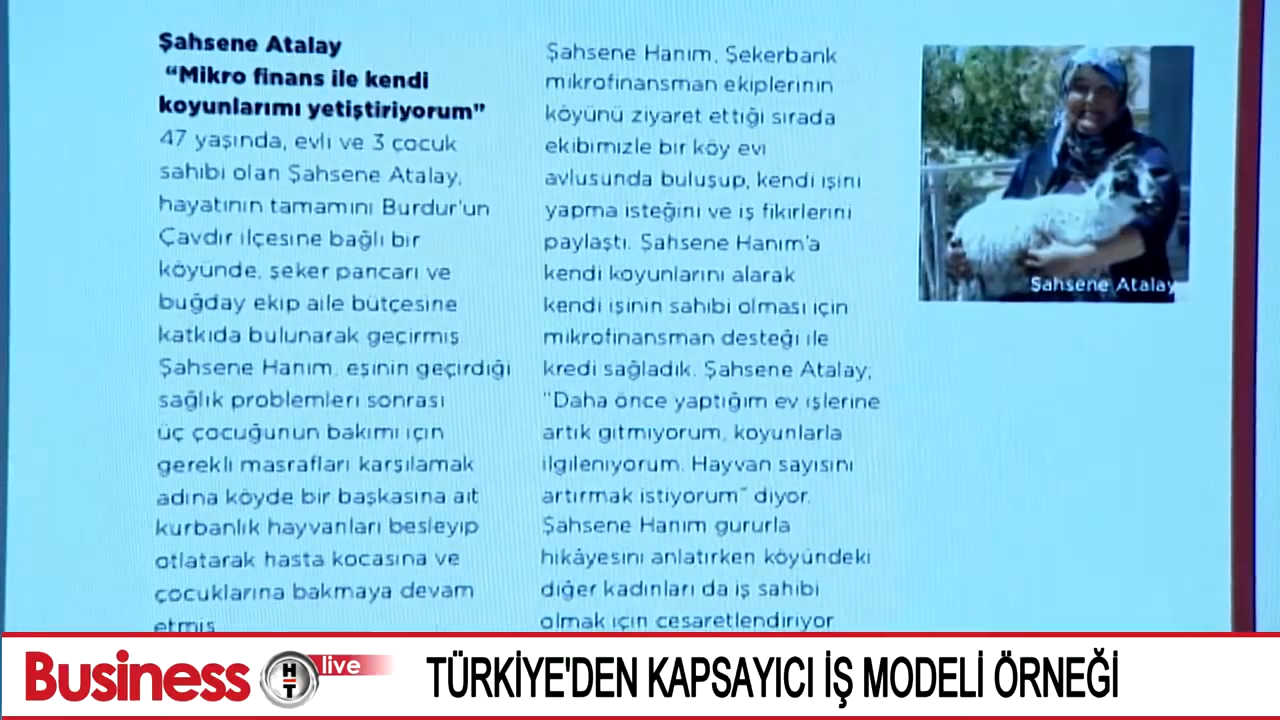 Şahsene Atalay
“Mikro finans ile kendi
koyunlarımı yetiştiriyorum”
47 yaşında, evli ve 3 çocuk
sahibi olan Şahsene Atalay,
hayatının tamamını Burdur'un
Çavdır ilçesine bağlı bir
köyünde, şeker pancarı ve
buğday ekip aile bütçesine
katkıda bulunarak geçirmiş.
Şahsene Hanım, eşinin geçirdiği
sağlık problemleri sonrası
üç çocuğunun bakımı için
gerekli masrafları karşılamak
adına köyde bir başkasına ait
kurbanlık hayvanları besleyip
otlatarak hasta kocasına ve
çocuklarına bakmaya devam
etmiş
Şahsene Hanım, Şekerbank
mikrofinansman ekiplerinin
köyünü ziyaret ettiği sırada
ekibimizle bir köy evi
avlusunda buluşup, kendi işini
yapma isteğini ve iş fikirlerini
paylaştı. Şahsene Hanım'a
kendi koyunlarını alarak
kendi işinin sahibi olması için
mikrofinansman desteği ile
kredi sağladık. Şahsene Atalay;
“Daha önce yaptığım ev işlerine
artık gitmiyorum, koyunlarla
ilgileniyorum. Hayvan sayısını
artırmak istiyorum” diyor.
Şahsene Hanım gururla
hikâyesini anlatırken köyündeki
diğer kadınları da iş sahibi
olmak için cesaretlendiriyor
Şahsene Atalay
Business HT live
TÜRKİYE'DEN KAPSAYICI İŞ MODELİ ÖRNEĞİ